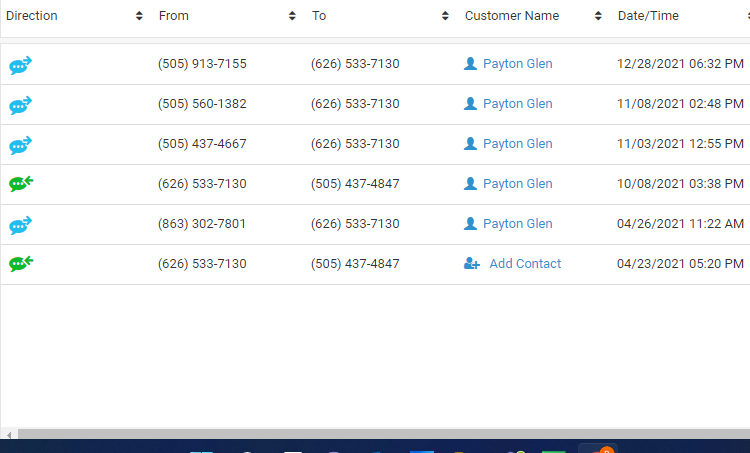 Direction From To Customer Name Date/Time
(505) 913-7155 (626) 533-7130 Payton Glen 12/28/2021 06:32 PM
(505) 560-1382 (626) 533-7130 Payton Glen 11/08/2021 02:48 PM
(505) 437-4667 (626) 533-7130 Payton Glen 11/03/2021 12:55 PM
(626) 533-7130 (505) 437-4847 Payton Glen 10/08/2021 03:38 PM
(863) 302-7801 (626) 533-7130 Payton Glen 04/26/2021 11:22 AM
(626) 533-7130 (505) 437-4847 Add Contact 04/23/2021 05:20 PM